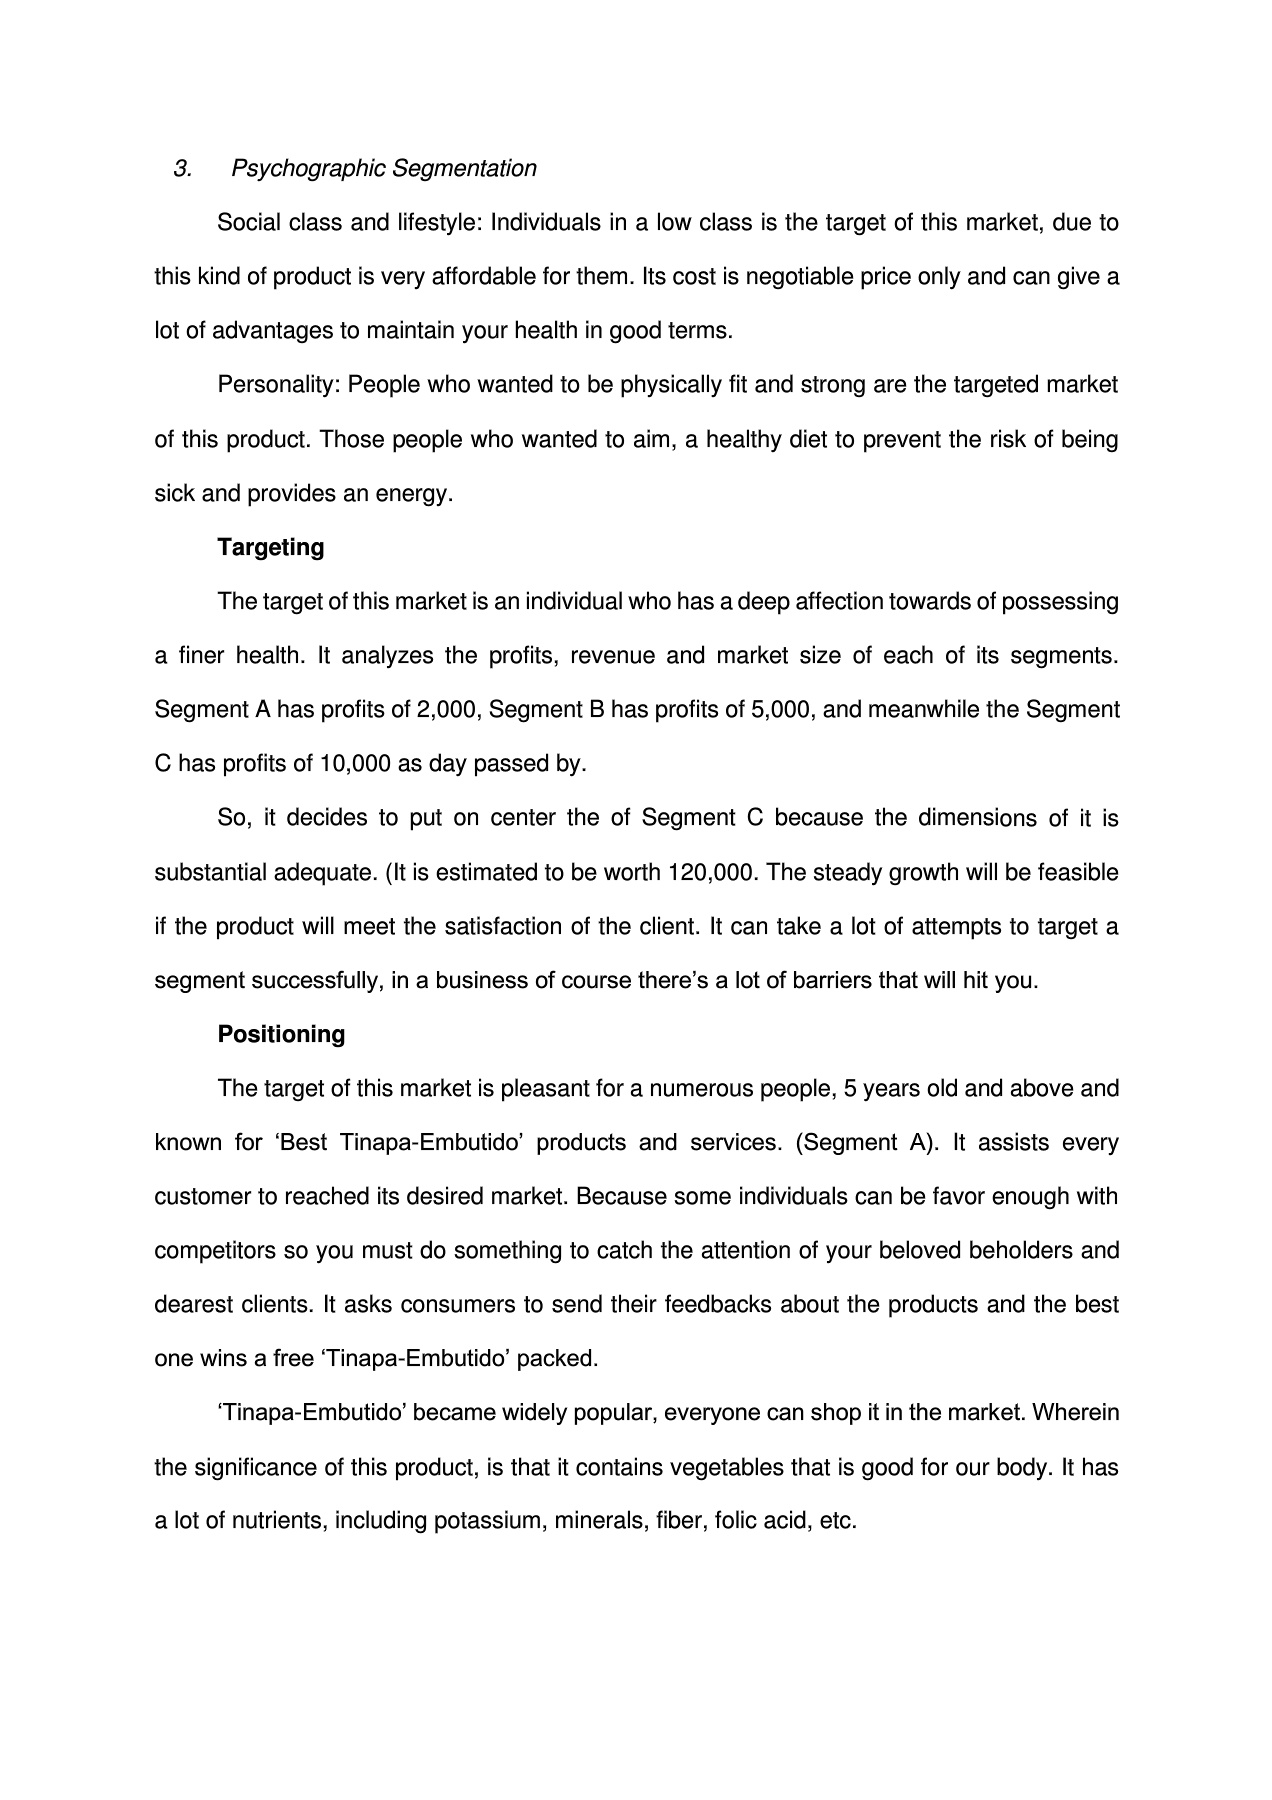 3. Psychographic Segmentation
Social class and lifestyle: Individuals in a low class is the target of this market, due to
this kind of product is very affordable for them. Its cost is negotiable price only and can give a
lot of advantages to maintain your health in good terms.
Personality: People who wanted to be physically fit and strong are the targeted market
of this product. Those people who wanted to aim, a healthy diet to prevent the risk of being
sick and provides an energy.
Targeting
The target of this market is an individual who has a deep affection towards of possessing
a finer health. It analyzes the profits, revenue and market size of each of its segments.
Segment A has profits of 2,000, Segment B has profits of 5,000, and meanwhile the Segment
C has profits of 10,000 as day passed by.
So, it decides to put on center the of Segment C because the dimensions of it is
substantial adequate. (It is estimated to be worth 120,000. The steady growth will be feasible
if the product will meet the satisfaction of the client. It can take a lot of attempts to target a
segment successfully, in a business of course there’s a lot of barriers that will hit you.
Positioning
The target of this market is pleasant for a numerous people, 5 years old and above and
known for ‘Best Tinapa-Embutido’ products and services. (Segment A). It assists every
customer to reached its desired market. Because some individuals can be favor enough with
competitors so you must do something to catch the attention of your beloved beholders and
dearest clients. It asks consumers to send their feedbacks about the products and the best
one wins a free ‘Tinapa-Embutido’ packed.
‘Tinapa-Embutido’ became widely popular, everyone can shop it in the market. Wherein
the significance of this product, is that it contains vegetables that is good for our body. It has
a lot of nutrients, including potassium, minerals, fiber, folic acid, etc.